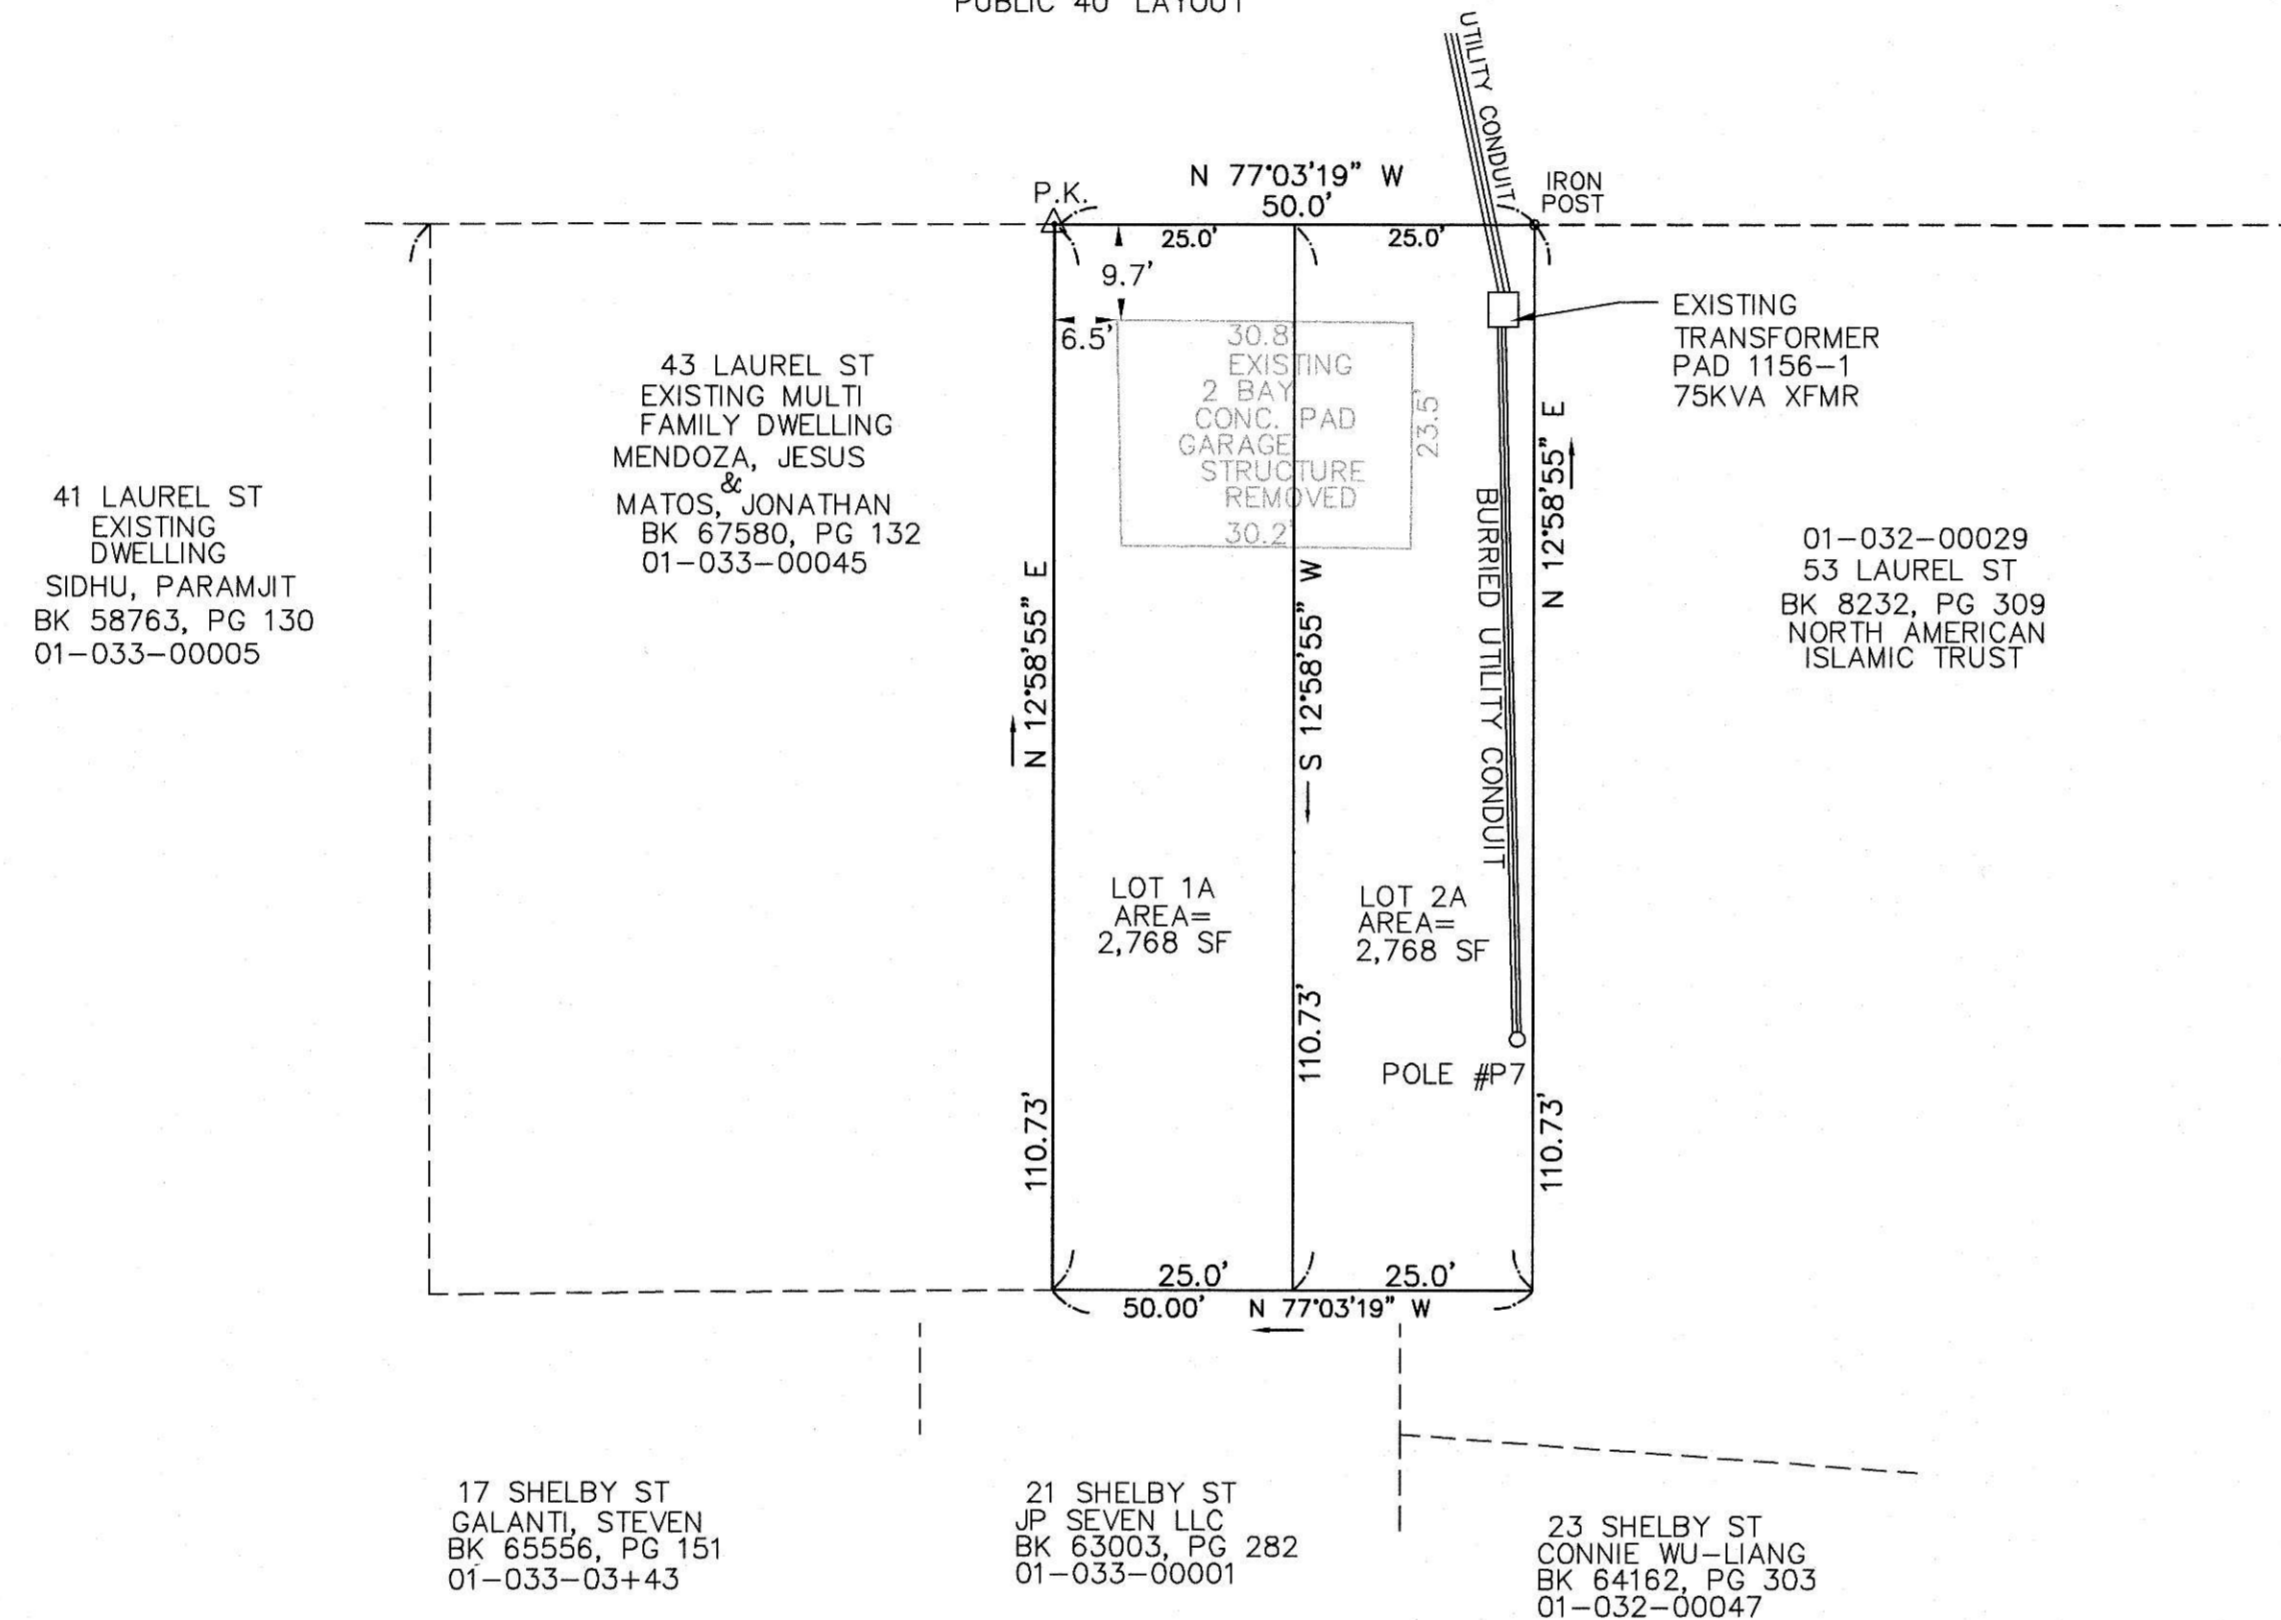 PUBLIC 40' LAYOUT
UTILITY CONDUIT
N 77°03'19" W
50.0'
P.K.
IRON
POST
25.0'
25.0'
9.7'
6.5'
EXISTING
TRANSFORMER
PAD 1156-1
75KVA XFMR
30.8
EXISTING
2 BAY
CONC. PAD
GARAGE
STRUCTURE
REMOVED
30.2'
23.5'
43 LAUREL ST
EXISTING MULTI
FAMILY DWELLING
MENDOZA, JESUS
&
MATOS, JONATHAN
BK 67580, PG 132
01-033-00045
41 LAUREL ST
EXISTING
DWELLING
SIDHU, PARAMJIT
BK 58763, PG 130
01-033-00005
01-032-00029
53 LAUREL ST
BK 8232, PG 309
NORTH AMERICAN
ISLAMIC TRUST
N 12°58'55" E
S 12°58'55" W
BURRIED UTILITY CONDUIT
N 12°58'55" E
LOT 1A
AREA=
2,768 SF
LOT 2A
AREA=
2,768 SF
110.73'
110.73'
110.73'
POLE #P7
25.0'
25.0'
50.00' N 77°03'19" W
17 SHELBY ST
GALANTI, STEVEN
BK 65556, PG 151
01-033-03+43
21 SHELBY ST
JP SEVEN LLC
BK 63003, PG 282
01-033-00001
23 SHELBY ST
CONNIE WU-LIANG
BK 64162, PG 303
01-032-00047